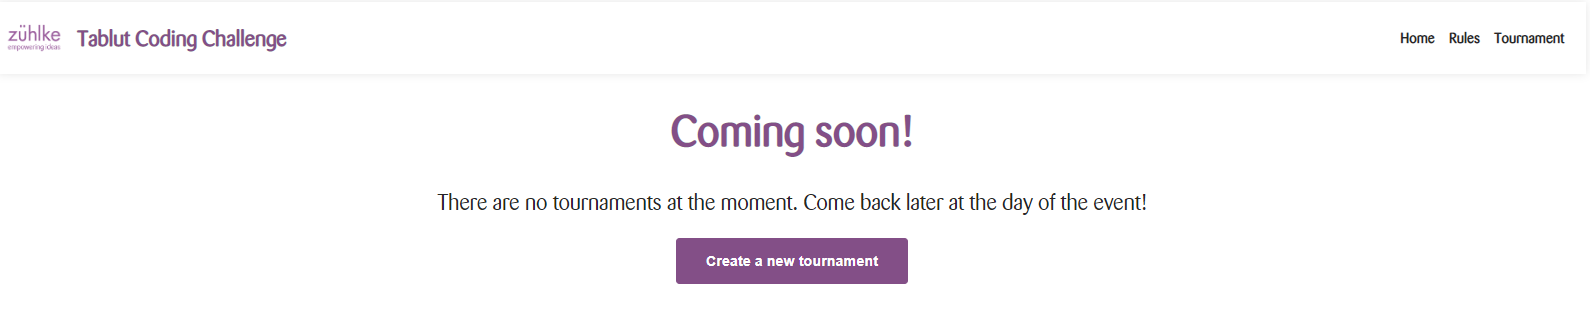 zühlke
empowering ideas
Tablut Coding Challenge
Home Rules Tournament
Coming soon!
There are no tournaments at the moment. Come back later at the day of the event!
Create a new tournament